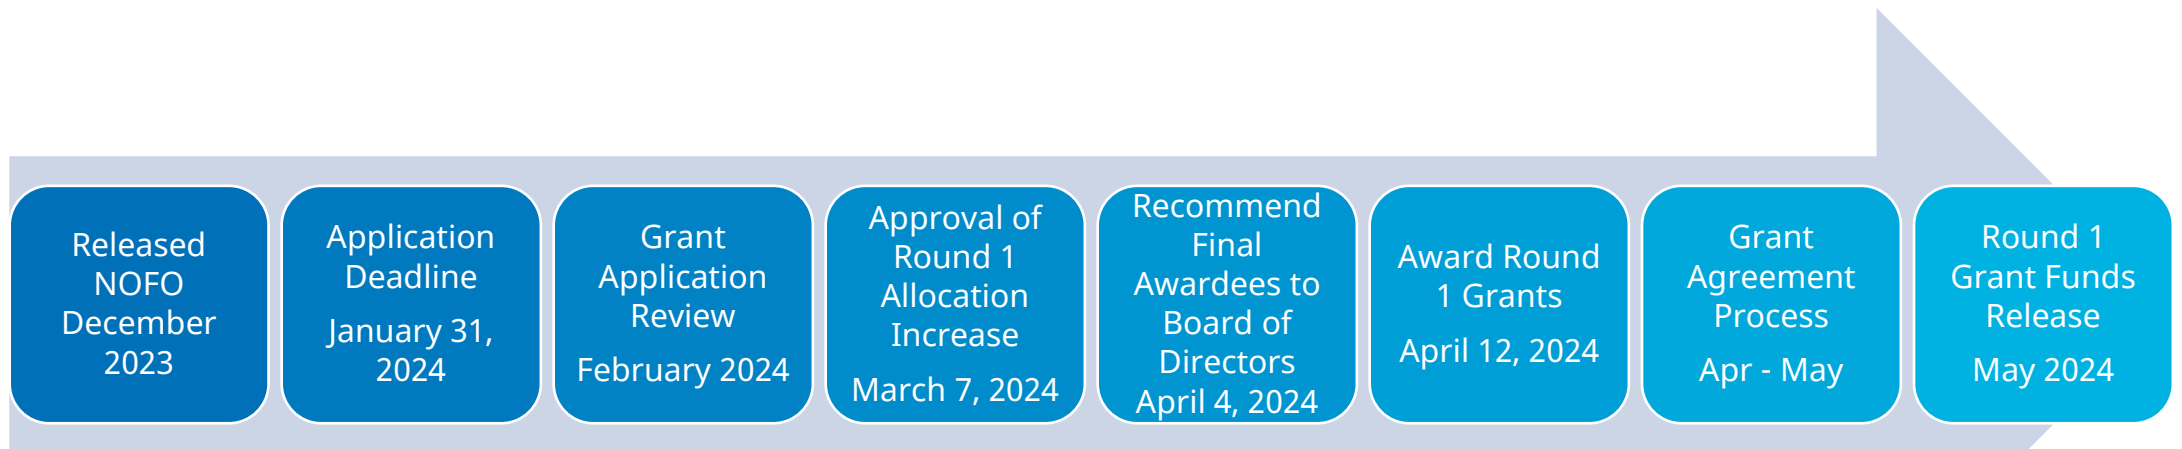 Released
NOFO
December
2023
Application
Deadline
January 31,
2024
Grant
Application
Review
February 2024
Approval of
Round 1
Allocation
Increase
March 7, 2024
Recommend
Final
Awardees to
Board of
Directors
April 4, 2024
Award Round
1 Grants
April 12, 2024
Grant
Agreement
Process
Apr - May
Round 1
Grant Funds
Release
May 2024